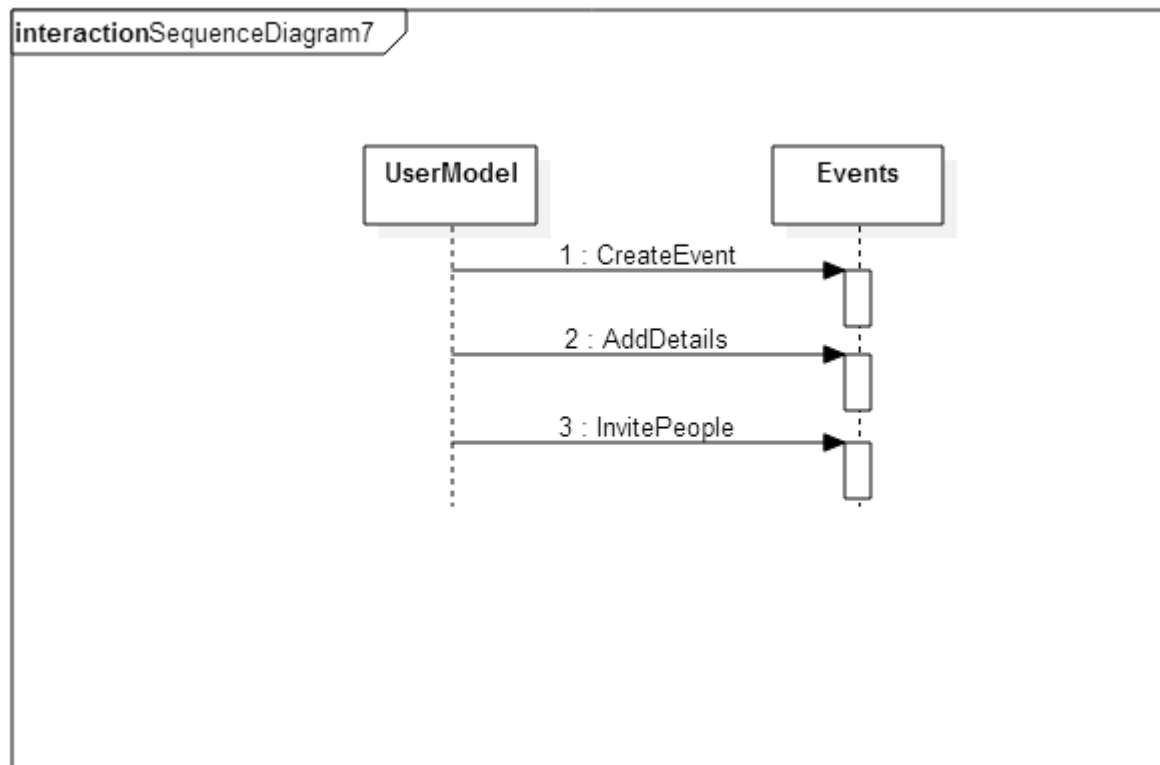 interactionSequenceDiagram7
UserModel
Events
1 : CreateEvent
2 : AddDetails
3 : InvitePeople